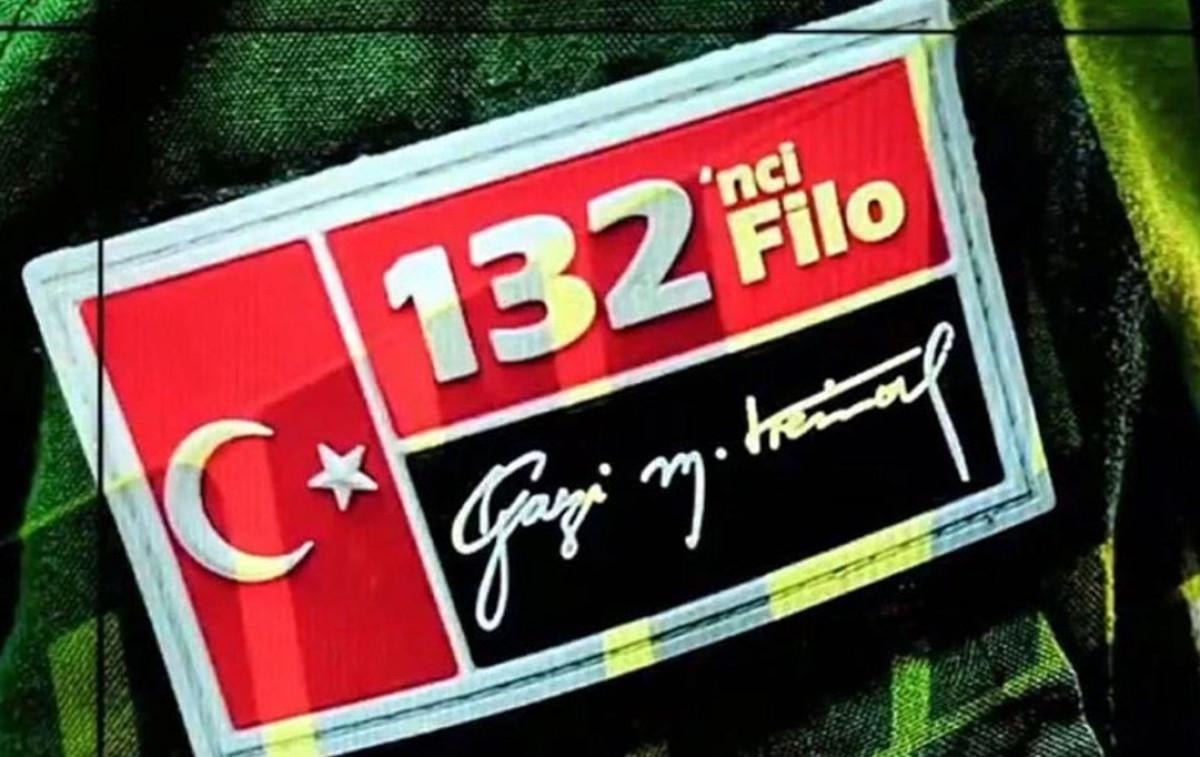 132'nci
Filo
Gazi M. Kemal